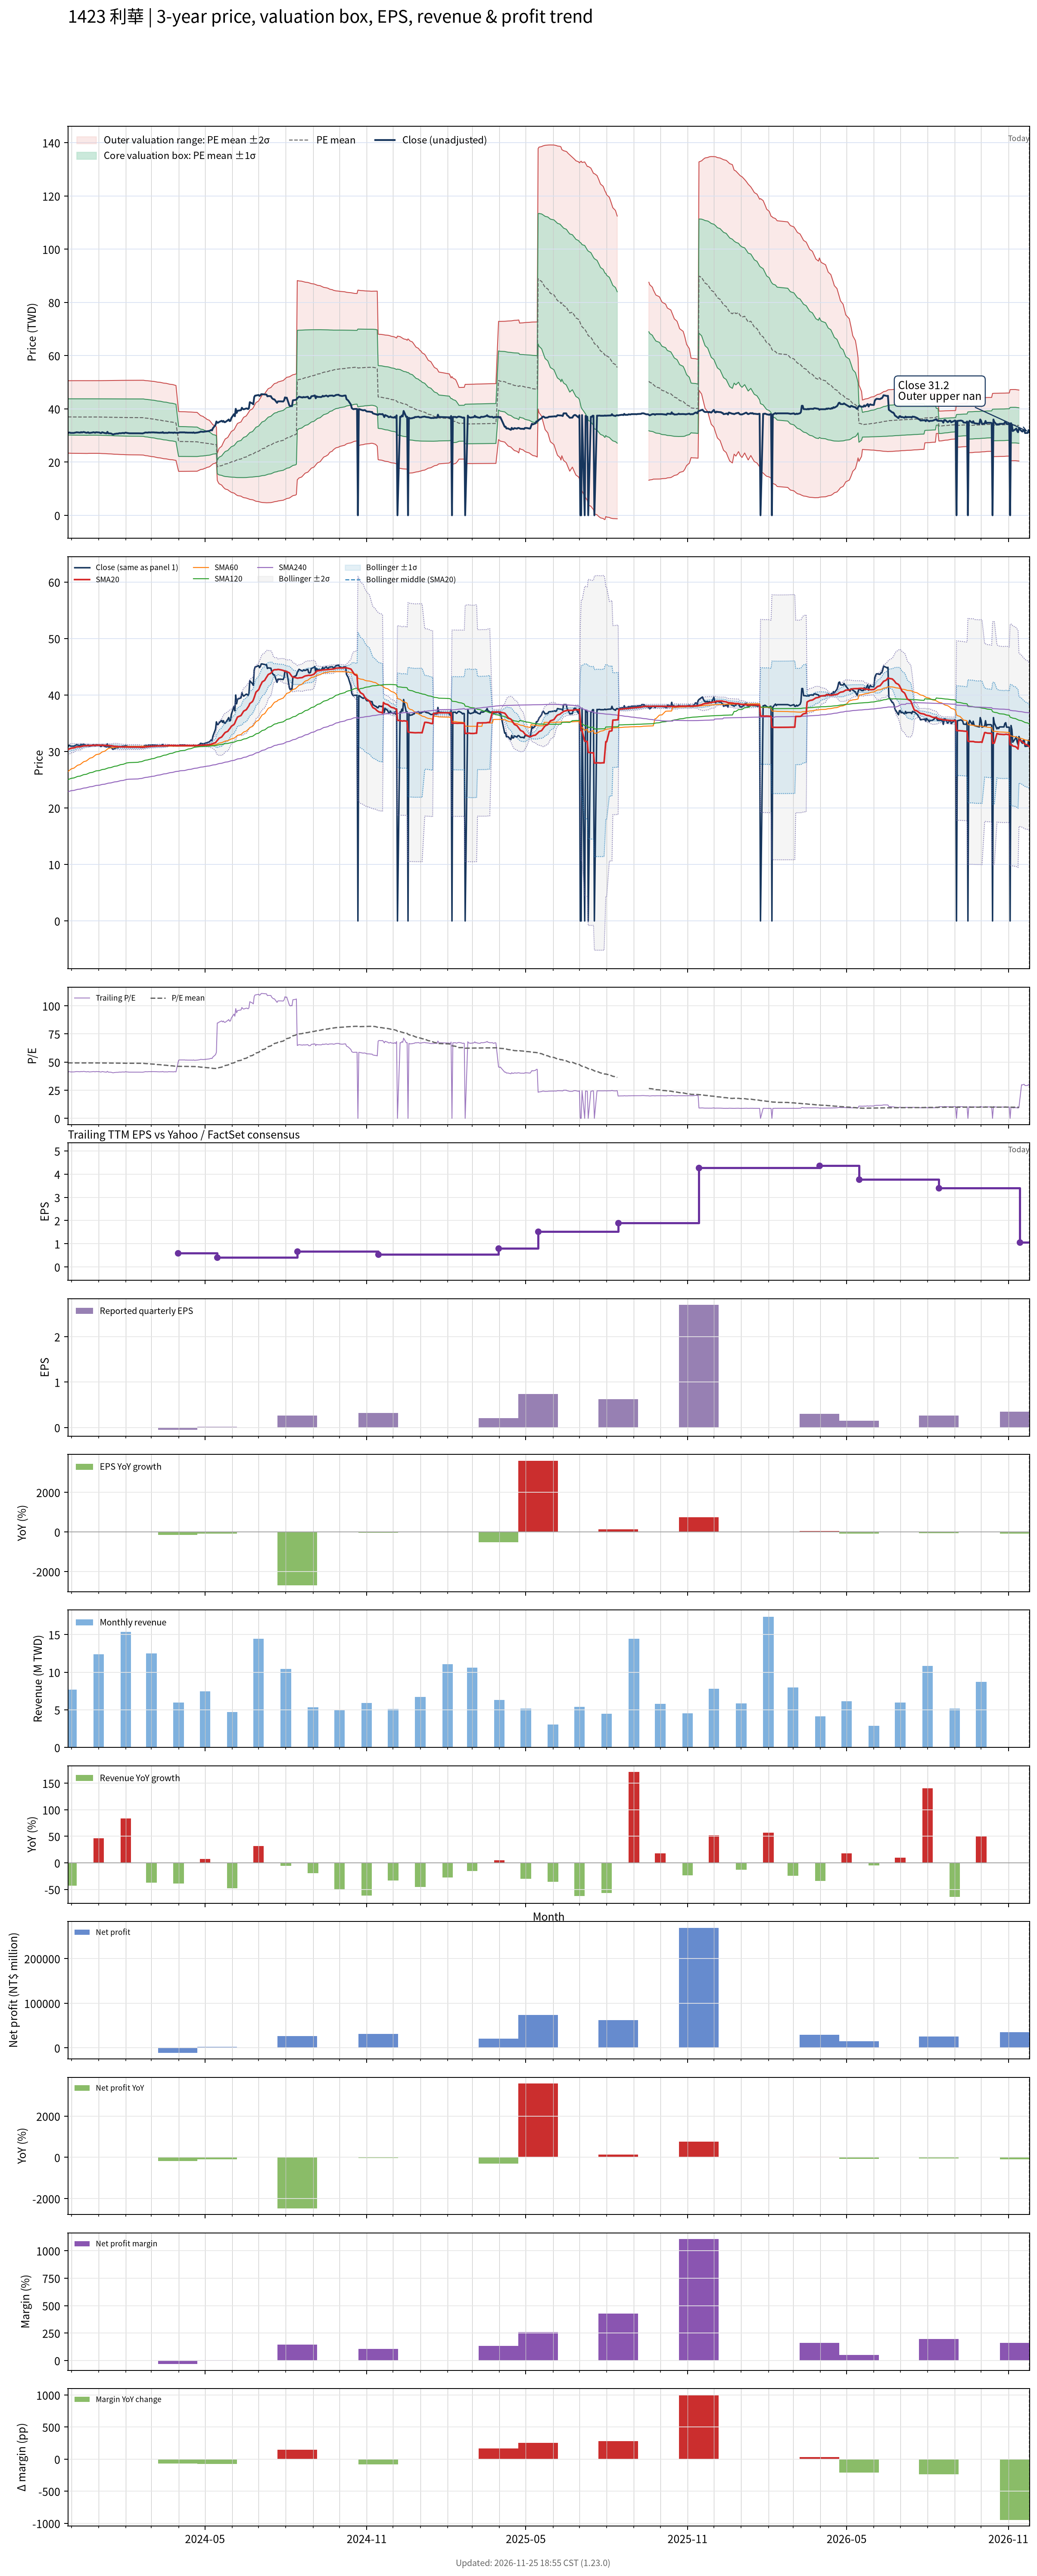 1423 利華 | 3-year price, valuation box, EPS, revenue & profit trend
Outer valuation range: PE mean ±2σ
PE mean
Close (unadjusted)
Core valuation box: PE mean ±1σ
Today
140
120
100
80
60
40
20
0
Price (TWD)
Close 31.2
Outer upper nan
Close (same as panel 1)
SMA60
SMA240
Bollinger ±1σ
SMA20
SMA120
Bollinger ±2σ
Bollinger middle (SMA20)
60
50
40
30
20
10
0
Price
Trailing P/E
P/E mean
100
75
50
25
0
P/E
Trailing TTM EPS vs Yahoo / FactSet consensus
Today
5
4
3
2
1
0
EPS
Reported quarterly EPS
2
1
0
EPS
EPS YoY growth
2000
0
-2000
YoY (%)
Monthly revenue
15
10
5
0
Revenue (M TWD)
Revenue YoY growth
150
100
50
0
-50
YoY (%)
Month
Net profit
200000
100000
0
Net profit (NT$ million)
Net profit YoY
2000
0
-2000
YoY (%)
Net profit margin
1000
750
500
250
0
Margin (%)
Margin YoY change
1000
500
0
-500
-1000
Δ margin (pp)
2024-05
2024-11
2025-05
2025-11
2026-05
2026-11
Updated: 2026-11-25 18:55 CST (1.23.0)